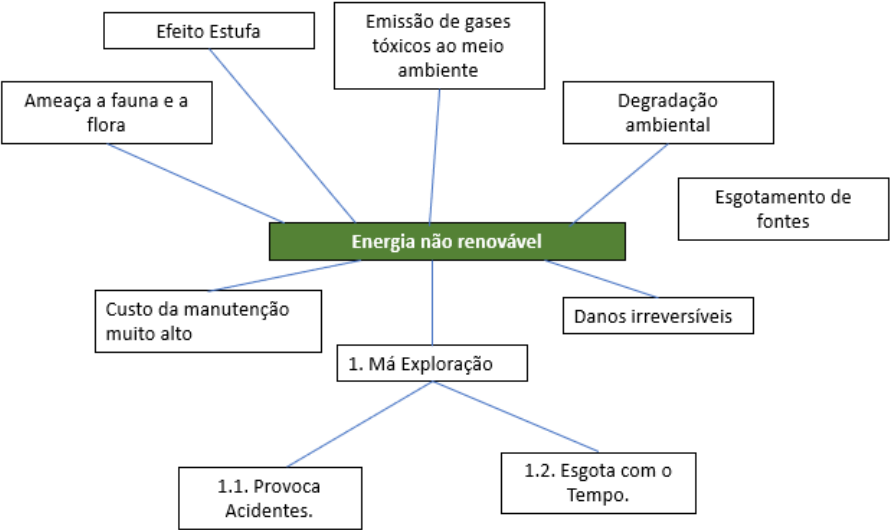 Efeito Estufa
Emissão de gases
tóxicos ao meio
ambiente
Ameaça a fauna e a
flora
Degradação
ambiental
Esgotamento de
fontes
Energia não renovável
Custo da manutenção
muito alto
Danos irreversíveis
1. Má Exploração
1.1. Provoca
Acidentes.
1.2. Esgota com o
Tempo.